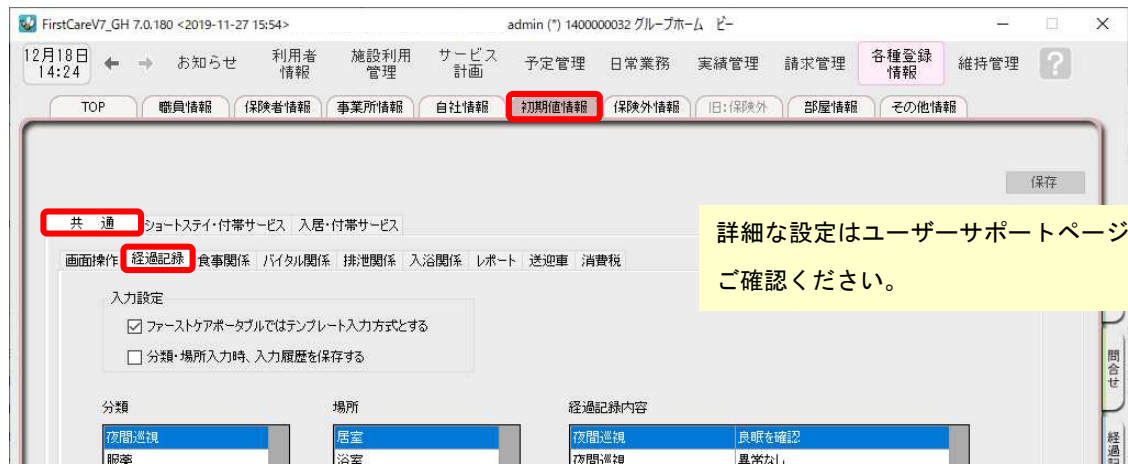 FirstCareV7_GH 7.0.180 <2019-11-27 15:54> admin (*) 1400000032 グループホーム ビー
12月18日
14:24
お知らせ 利用者情報 施設利用管理 サービス計画 予定管理 日常業務 実績管理 請求管理 各種登録情報 維持管理 ?
TOP 職員情報 保険者情報 事業所情報 自社情報 初期値情報 保険外情報 旧:保険外 部屋情報 その他情報
保存
共 通 ショートステイ・付帯サービス 入居・付帯サービス
詳細な設定はユーザーサポートページ
ご確認ください。
画面操作 経過記録 食事関係 バイタル関係 排泄関係 入浴関係 レポート 送迎車 消費税
入力設定
ファーストケアポータブルではテンプレート入力方式とする
分類・場所入力時、入力履歴を保存する
問合せ
分類 場所 経過記録内容
夜間巡視 居室 夜間巡視 良眠を確認
服薬 浴室 夜間巡視 異常なし
経過記